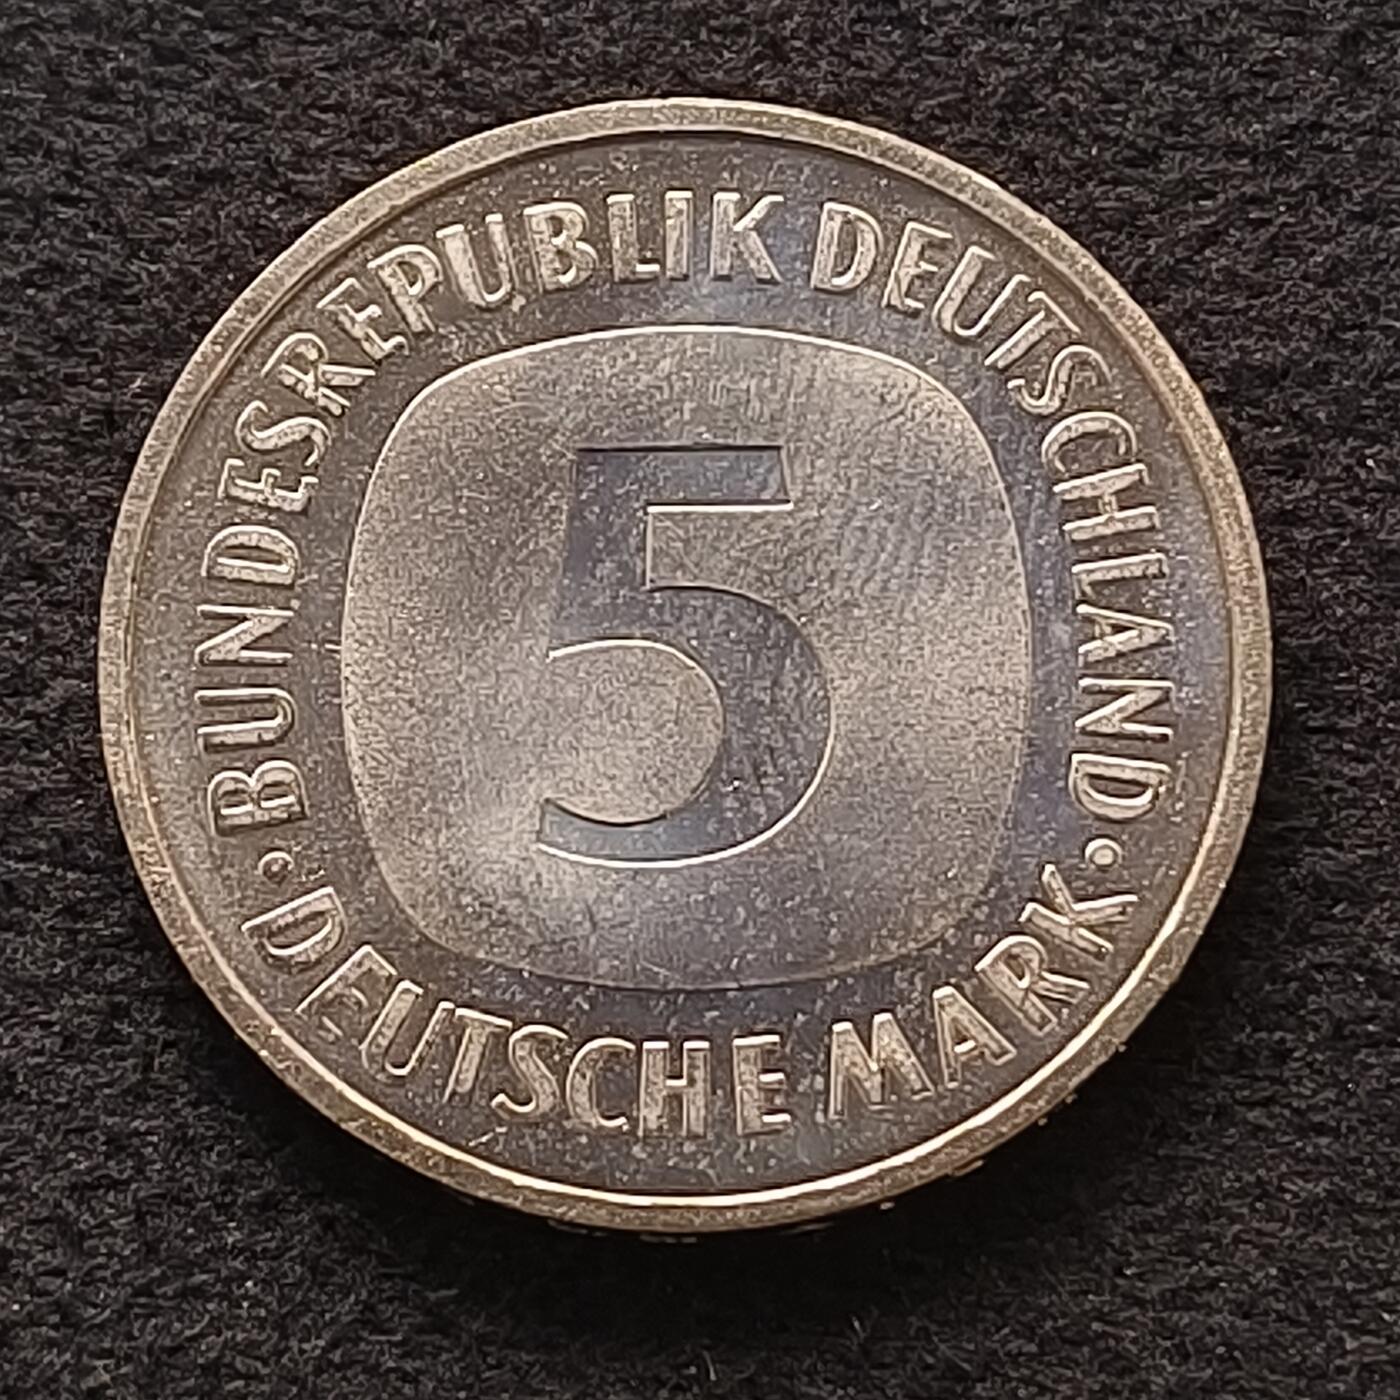 BUNDESREPUBLIK DEUTSCHLAND
5
DEUTSCHE MARK